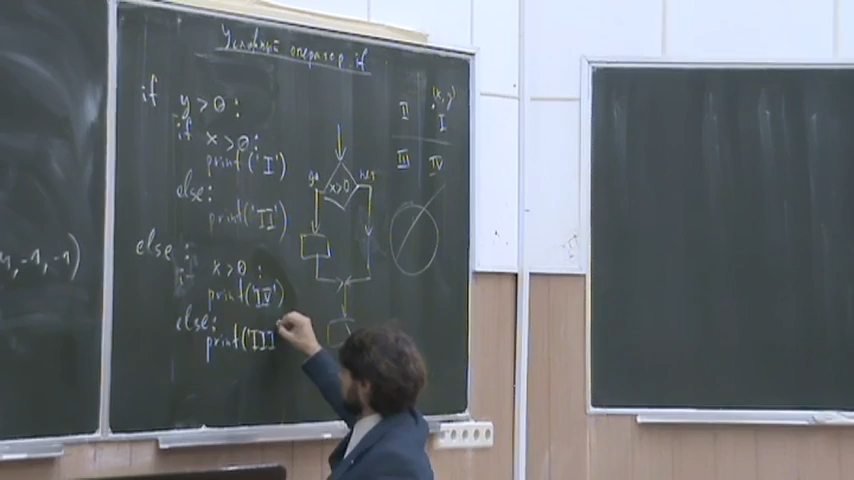 Условный оператор if
if y > 0 :
if x > 0 :
print('I')
else:
print('II')
else :
if x > 0 :
print('IV')
else:
print('III
да
x>0
нет
(x, y)
II I
III IV
, -1, -1)